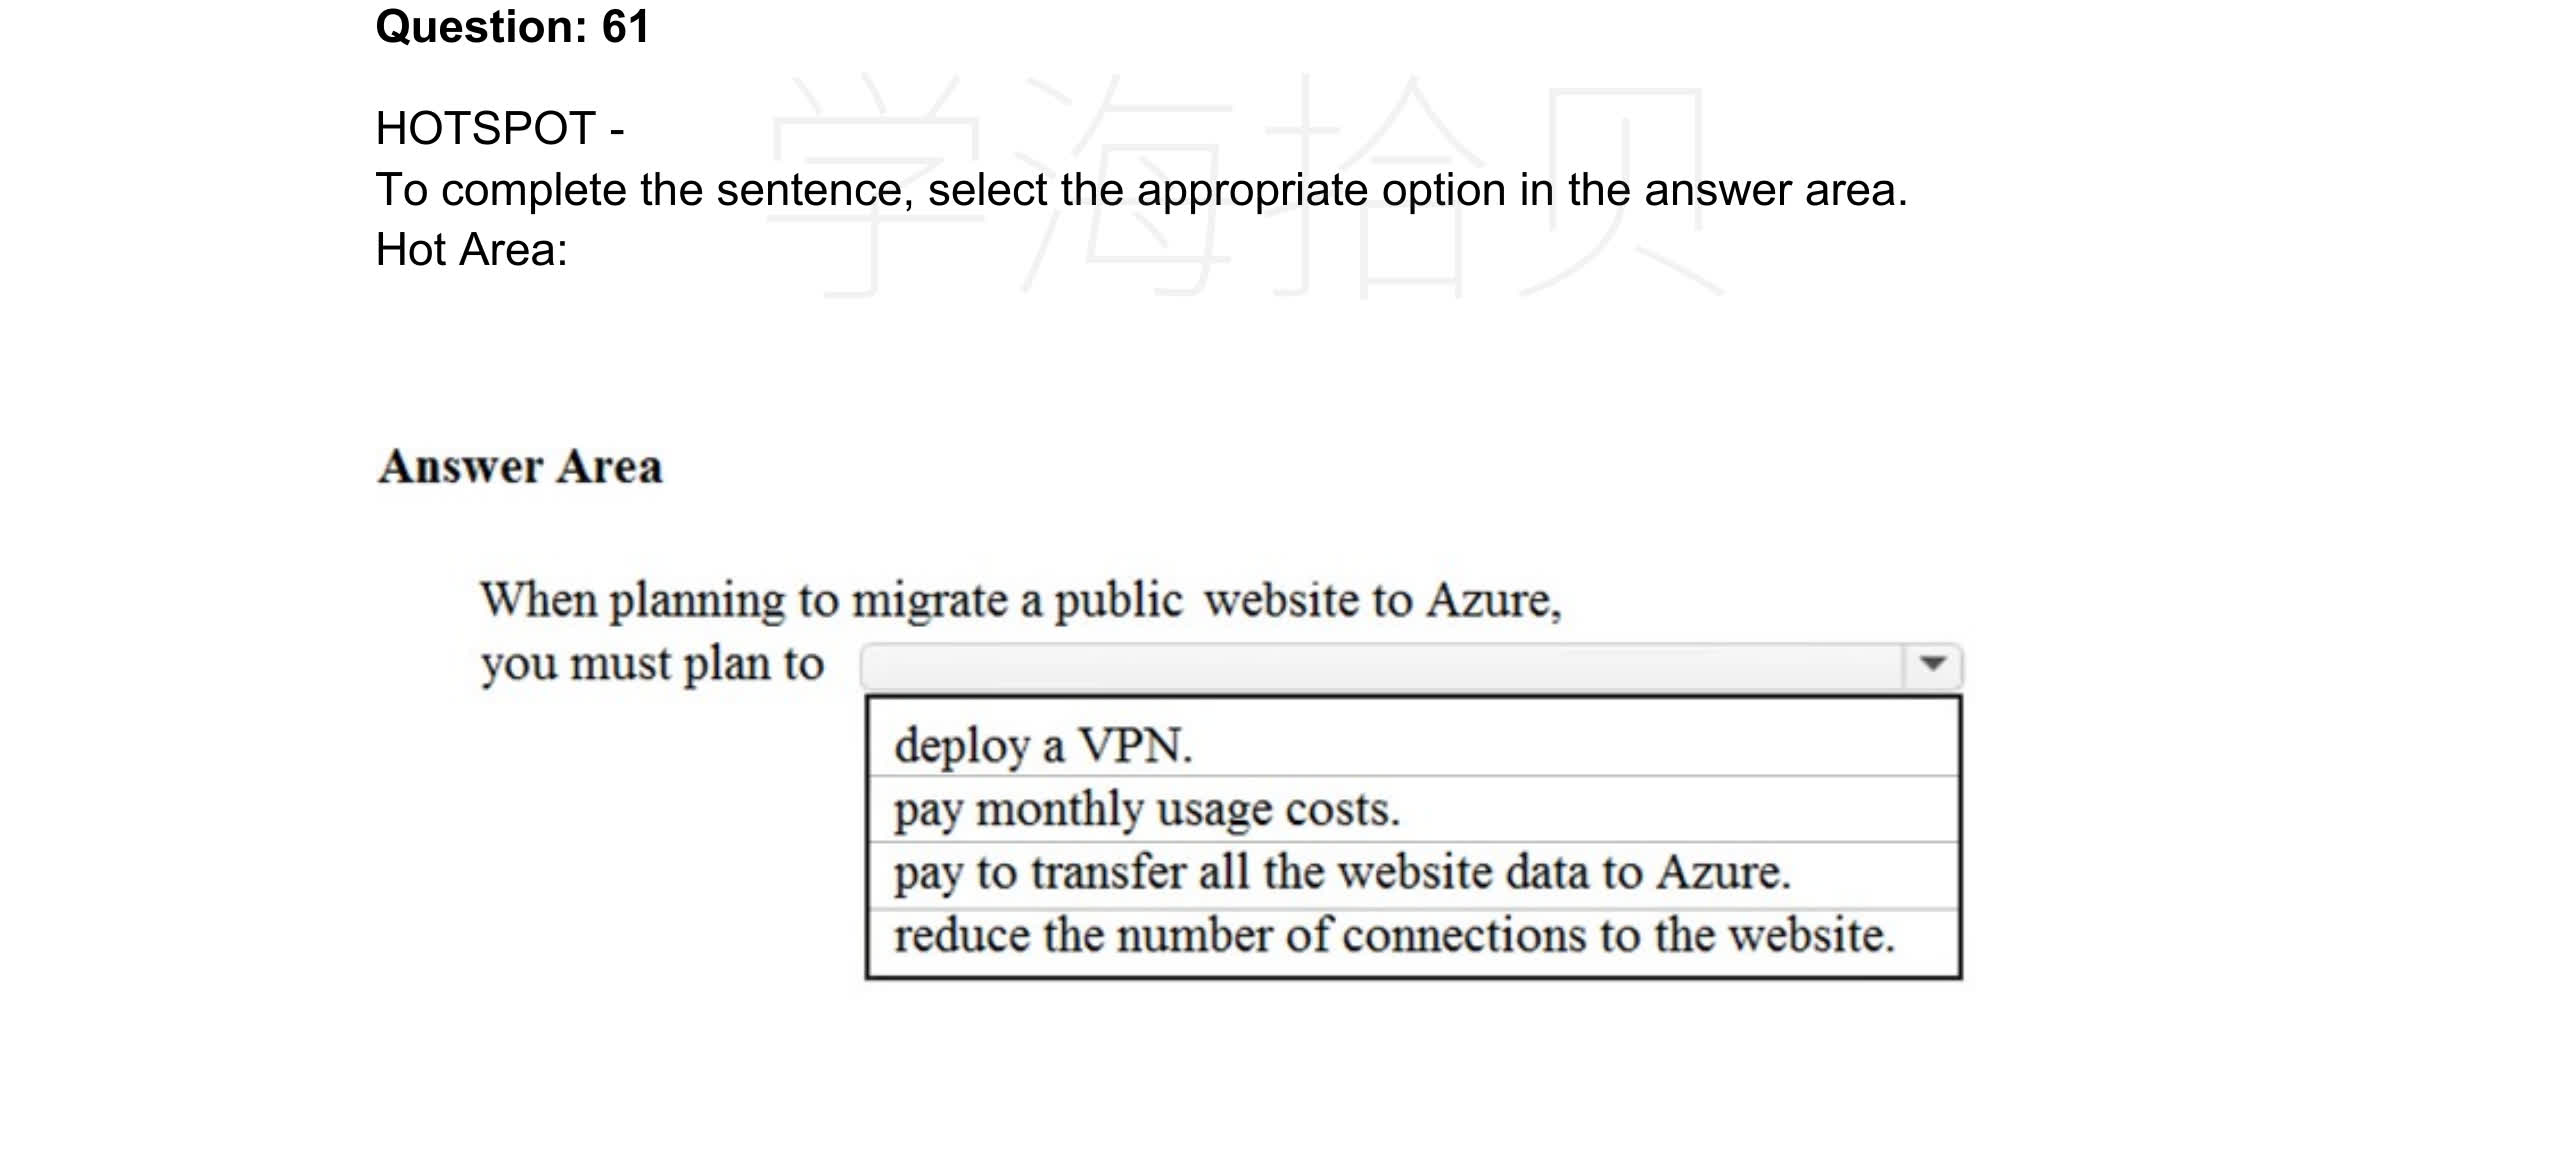 Question: 61
学海拾贝
HOTSPOT -
To complete the sentence, select the appropriate option in the answer area.
Hot Area:
Answer Area
When planning to migrate a public website to Azure,
you must plan to
deploy a VPN.
pay monthly usage costs.
pay to transfer all the website data to Azure.
reduce the number of connections to the website.